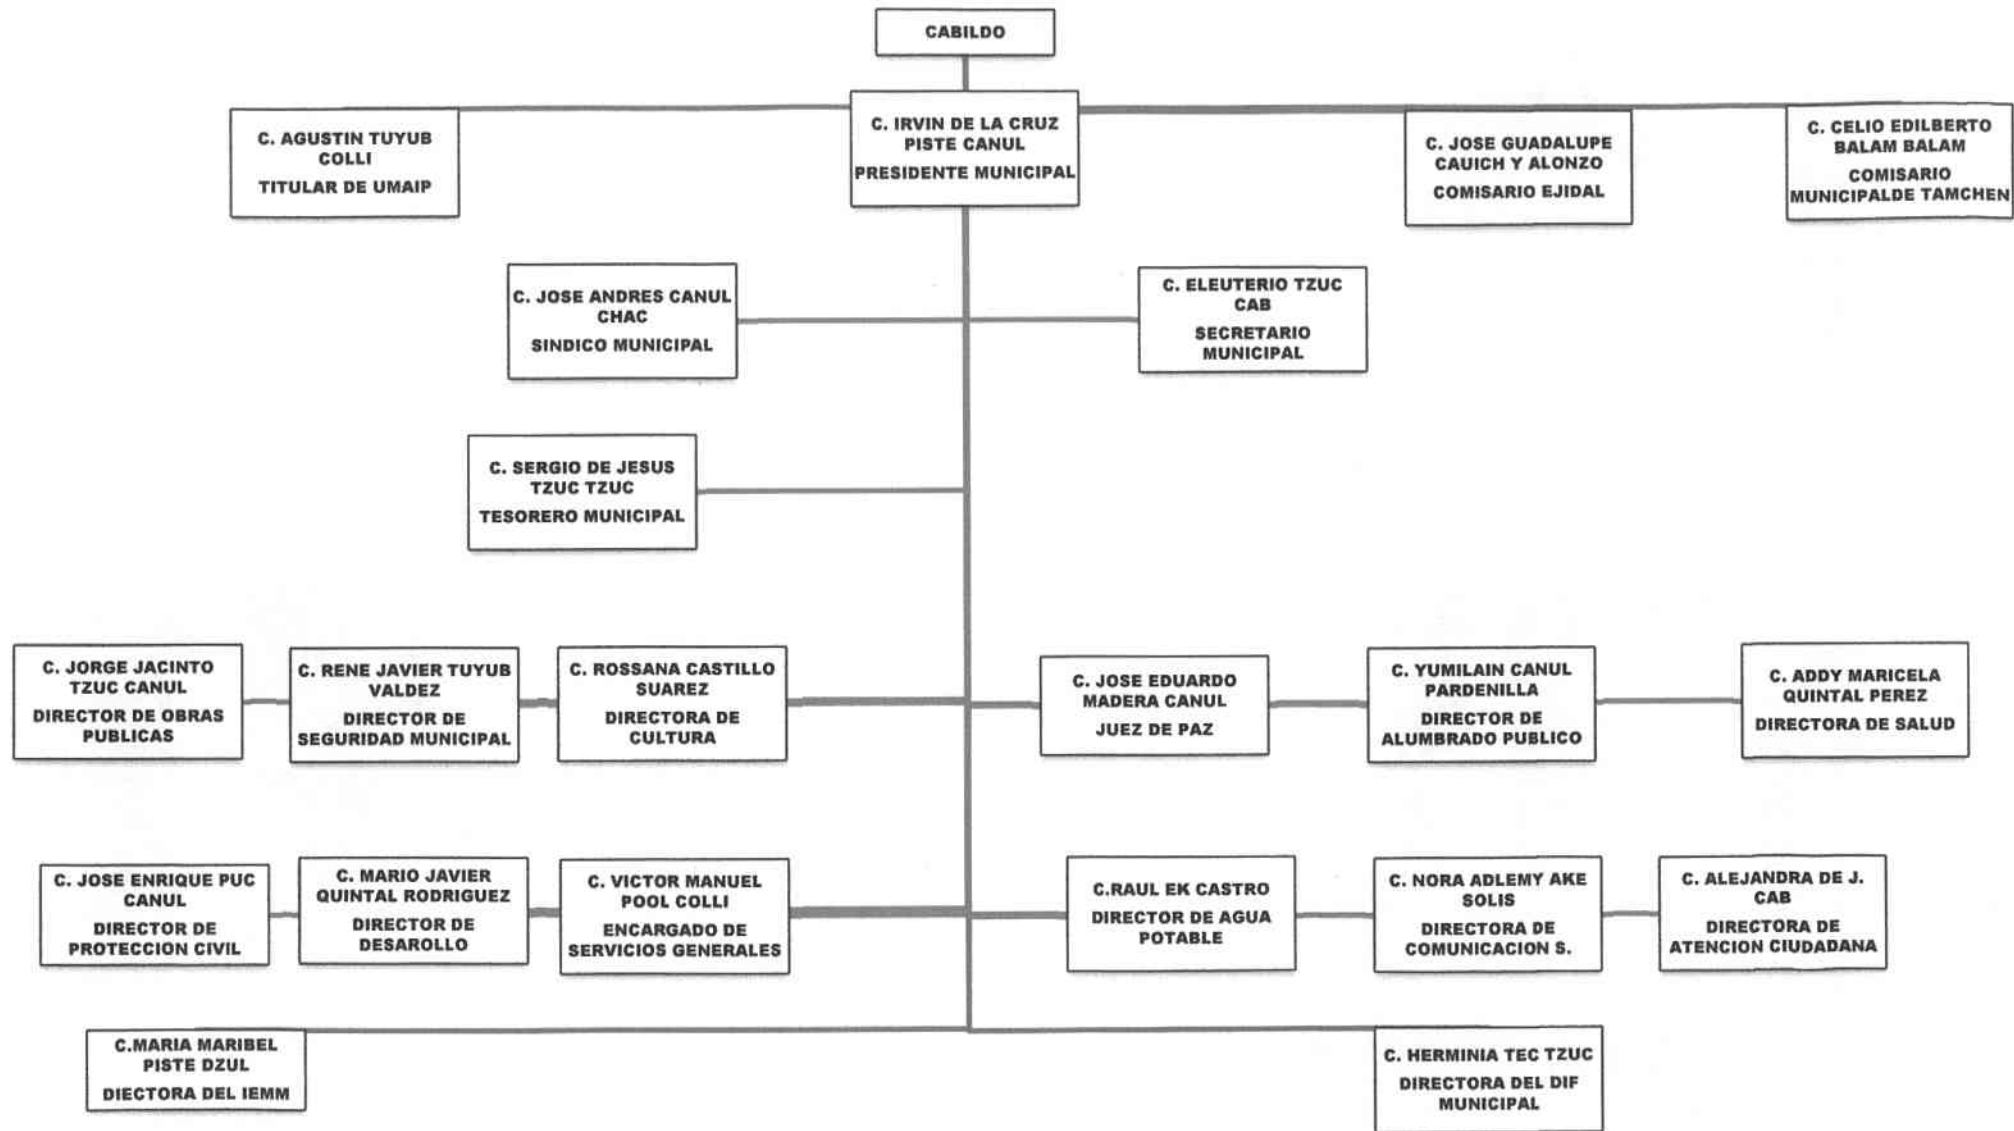 CABILDO
C. IRVIN DE LA CRUZ
PISTE CANUL
PRESIDENTE MUNICIPAL
C. AGUSTIN TUYUB
COLLI
TITULAR DE UMAIP
C. JOSE GUADALUPE
CAUICH Y ALONZO
COMISARIO EJIDAL
C. CELIO EDILBERTO
BALAM BALAM
COMISARIO
MUNICIPALDE TAMCHEN
C. JOSE ANDRES CANUL
CHAC
SINDICO MUNICIPAL
C. ELEUTERIO TZUC
CAB
SECRETARIO
MUNICIPAL
C. SERGIO DE JESUS
TZUC TZUC
TESORERO MUNICIPAL
C. JORGE JACINTO
TZUC CANUL
DIRECTOR DE OBRAS
PUBLICAS
C. RENE JAVIER TUYUB
VALDEZ
DIRECTOR DE
SEGURIDAD MUNICIPAL
C. ROSSANA CASTILLO
SUAREZ
DIRECTORA DE
CULTURA
C. JOSE EDUARDO
MADERA CANUL
JUEZ DE PAZ
C. YUMILAIN CANUL
PARDENILLA
DIRECTOR DE
ALUMBRADO PUBLICO
C. ADDY MARICELA
QUINTAL PEREZ
DIRECTORA DE SALUD
C. JOSE ENRIQUE PUC
CANUL
DIRECTOR DE
PROTECCION CIVIL
C. MARIO JAVIER
QUINTAL RODRIGUEZ
DIRECTOR DE
DESAROLLO
C. VICTOR MANUEL
POOL COLLI
ENCARGADO DE
SERVICIOS GENERALES
C.RAUL EK CASTRO
DIRECTOR DE AGUA
POTABLE
C. NORA ADLEMY AKE
SOLIS
DIRECTORA DE
COMUNICACION S.
C. ALEJANDRA DE J.
CAB
DIRECTORA DE
ATENCION CIUDADANA
C.MARIA MARIBEL
PISTE DZUL
DIECTORA DEL IEMM
C. HERMINIA TEC TZUC
DIRECTORA DEL DIF
MUNICIPAL